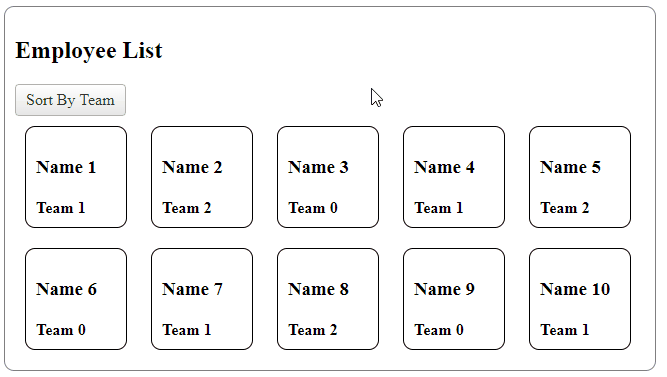 Employee List
Sort By Team
Name 1
Team 1
Name 2
Team 2
Name 3
Team 0
Name 4
Team 1
Name 5
Team 2
Name 6
Team 0
Name 7
Team 1
Name 8
Team 2
Name 9
Team 0
Name 10
Team 1